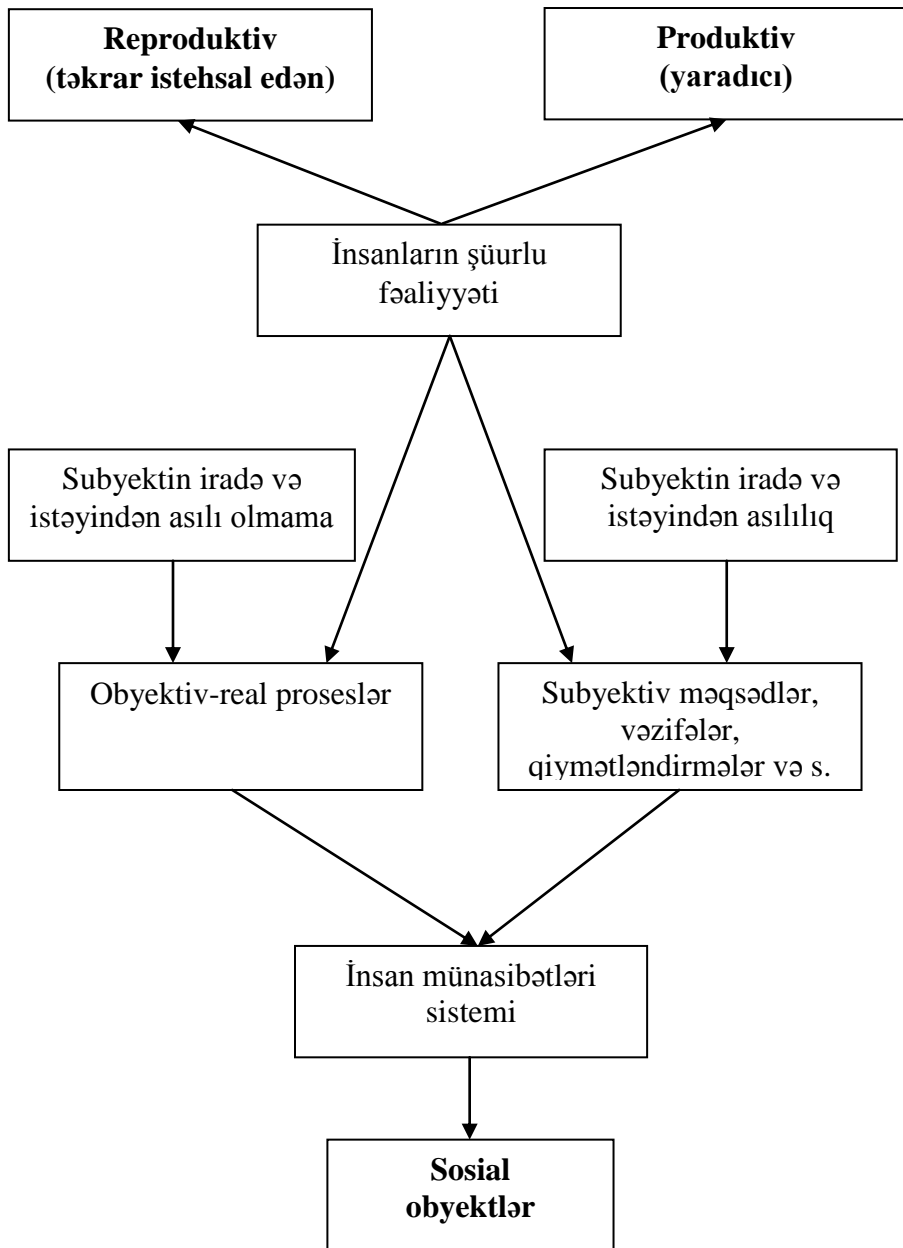 Reproduktiv
(təkrar istehsal edən)
Produktiv
(yaradıcı)
İnsanların şüurlu
fəaliyyəti
Subyektin iradə və
istəyindən asılı olmama
Subyektin iradə və
istəyindən asılılıq
Obyektiv-real proseslər
Subyektiv məqsədlər,
vəzifələr,
qiymətləndirmələr və s.
İnsan münasibətləri
sistemi
Sosial
obyektlər